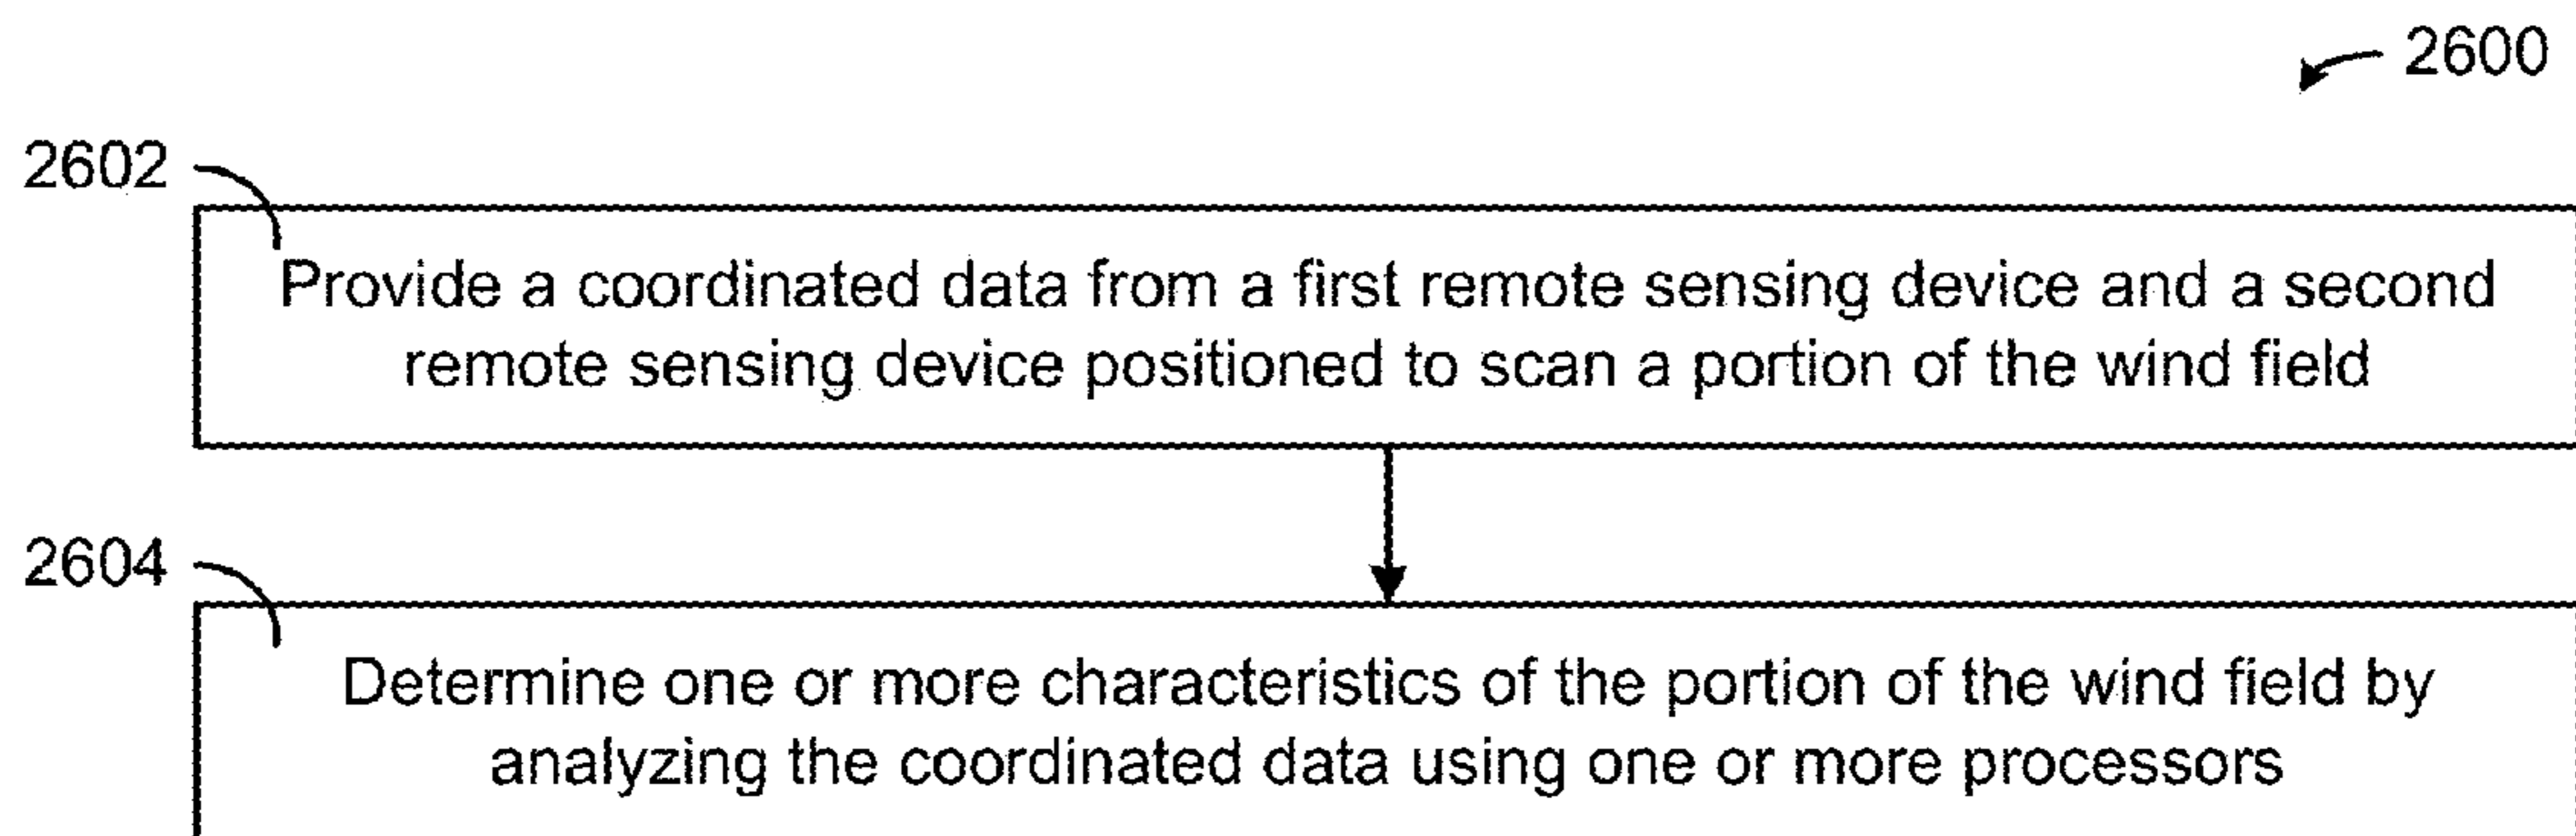 2600
2602
Provide a coordinated data from a first remote sensing device and a second
remote sensing device positioned to scan a portion of the wind field
2604
Determine one or more characteristics of the portion of the wind field by
analyzing the coordinated data using one or more processors